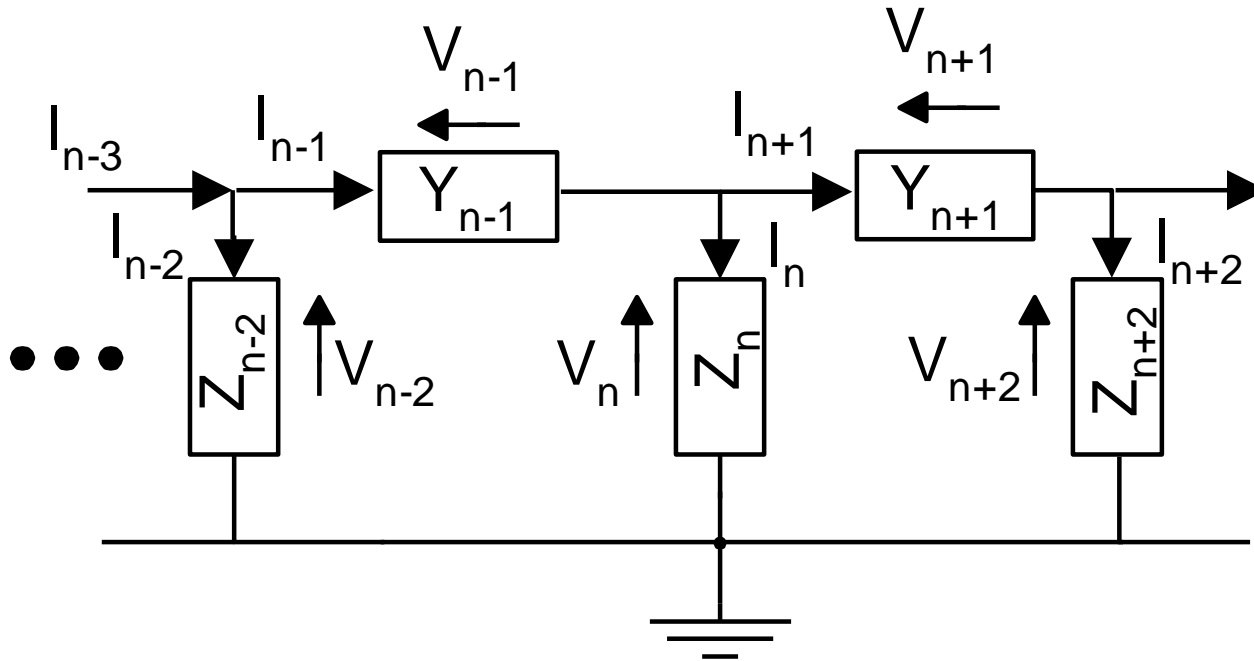 V_{n-1}
V_{n+1}
I_{n-3}
I_{n-1}
I_{n+1}
Y_{n-1}
Y_{n+1}
I_{n-2}
I_n
I_{n+2}
Z_{n-2}
V_{n-2}
V_n
Z_n
V_{n+2}
Z_{n+2}